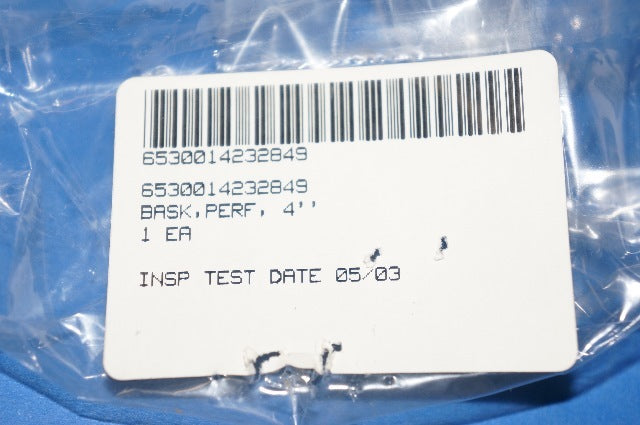 6530014232849
6530014232849
BASK,PERF, 4''
1 EA
INSP TEST DATE 05/03